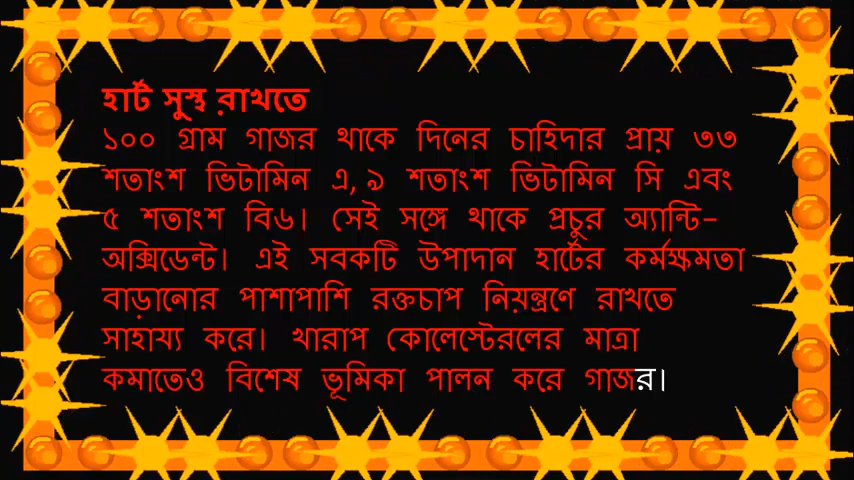 হার্ট সুস্থ রাখতে
১০০ গ্রাম গাজর থাকে দিনের চাহিদার প্রায় ৩৩
শতাংশ ভিটামিন এ, ৯ শতাংশ ভিটামিন সি এবং
৫ শতাংশ বি৬। সেই সঙ্গে থাকে প্রচুর অ্যান্টি-
অক্সিডেন্ট। এই সবকটি উপাদান হার্টের কর্মক্ষমতা
বাড়ানোর পাশাপাশি রক্তচাপ নিয়ন্ত্রণে রাখতে
সাহায্য করে। খারাপ কোলেস্টেরলের মাত্রা
কমাতেও বিশেষ ভূমিকা পালন করে গাজর।